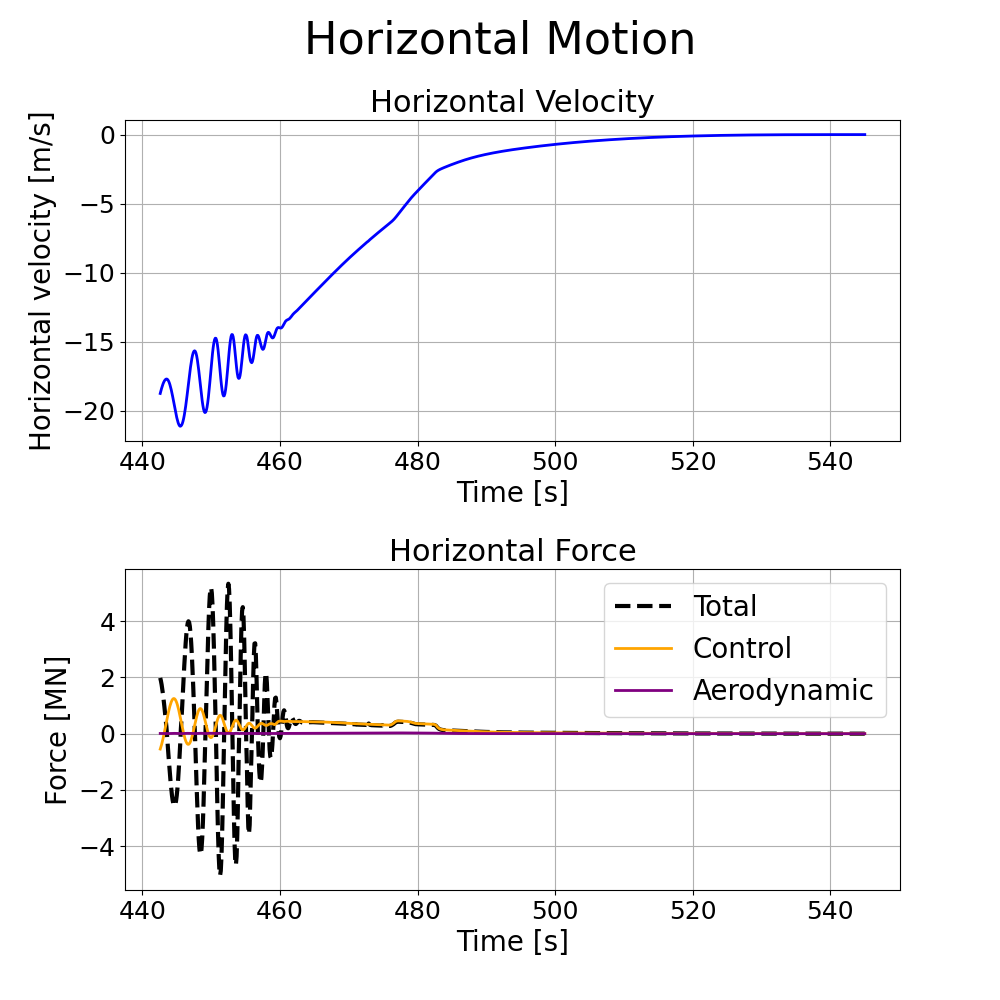 Horizontal Motion
Horizontal Velocity
Horizontal velocity [m/s]
0
−5
−10
−15
−20
440 460 480 500 520 540
Time [s]
Horizontal Force
Force [MN]
4
2
0
−2
−4
Total
Control
Aerodynamic
440 460 480 500 520 540
Time [s]